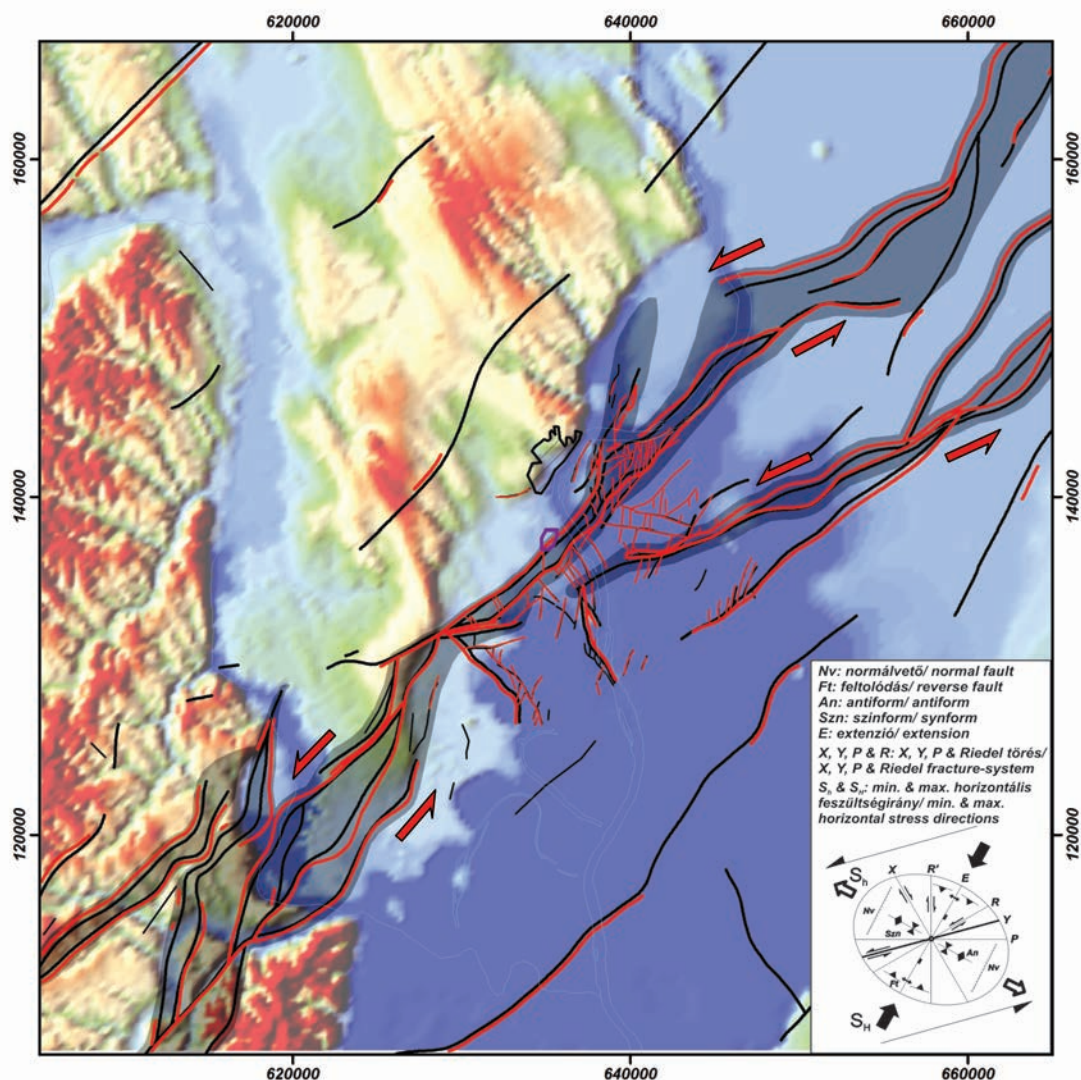 620000
640000
660000
160000
160000
140000
140000
120000
120000
Nv: normálvető/ normal fault
Ft: feltolódás/ reverse fault
An: antiform/ antiform
Szn: szinform/ synform
E: extenzió/ extension
X, Y, P & R: X, Y, P & Riedel törés/
X, Y, P & Riedel fracture-system
Sh & SH: min. & max. horizontális
feszültségirány/ min. & max.
horizontal stress directions
Sh
X
R'
E
R
Y
P
Nv
Szn
An
Nv
Ft
SH
620000
640000
660000